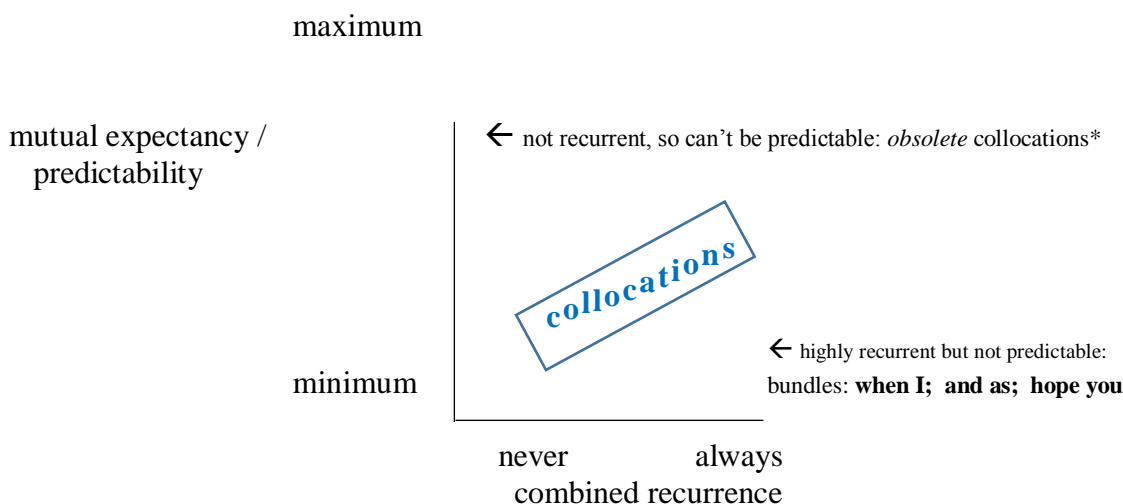 maximum
mutual expectancy /
predictability
← not recurrent, so can’t be predictable: obsolete collocations*
collocations
← highly recurrent but not predictable:
minimum
bundles: when I; and as; hope you
never always
combined recurrence